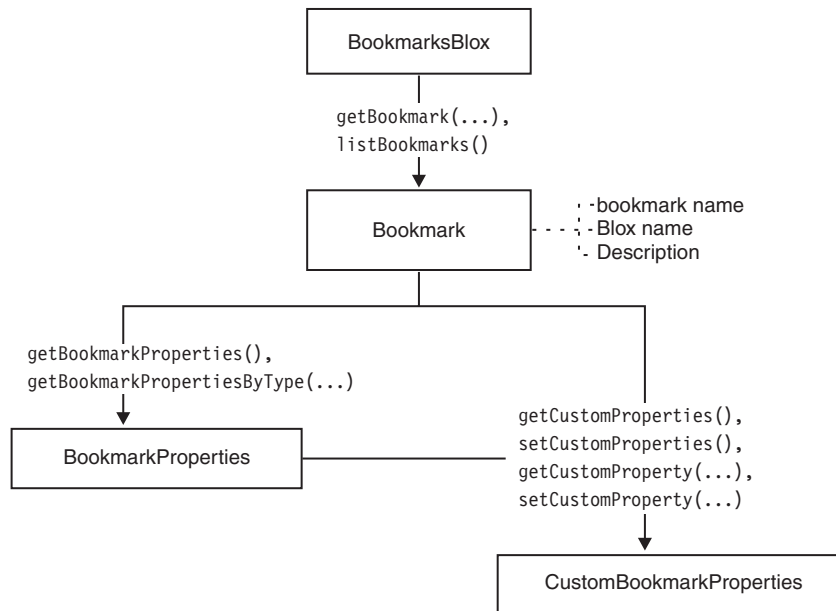 BookmarksBlox
getBookmark(...),
listBookmarks()
Bookmark
bookmark name
Blox name
Description
getBookmarkProperties(),
getBookmarkPropertiesByType(...)
BookmarkProperties
getCustomProperties(),
setCustomProperties(),
getCustomProperty(...),
setCustomProperty(...)
CustomBookmarkProperties